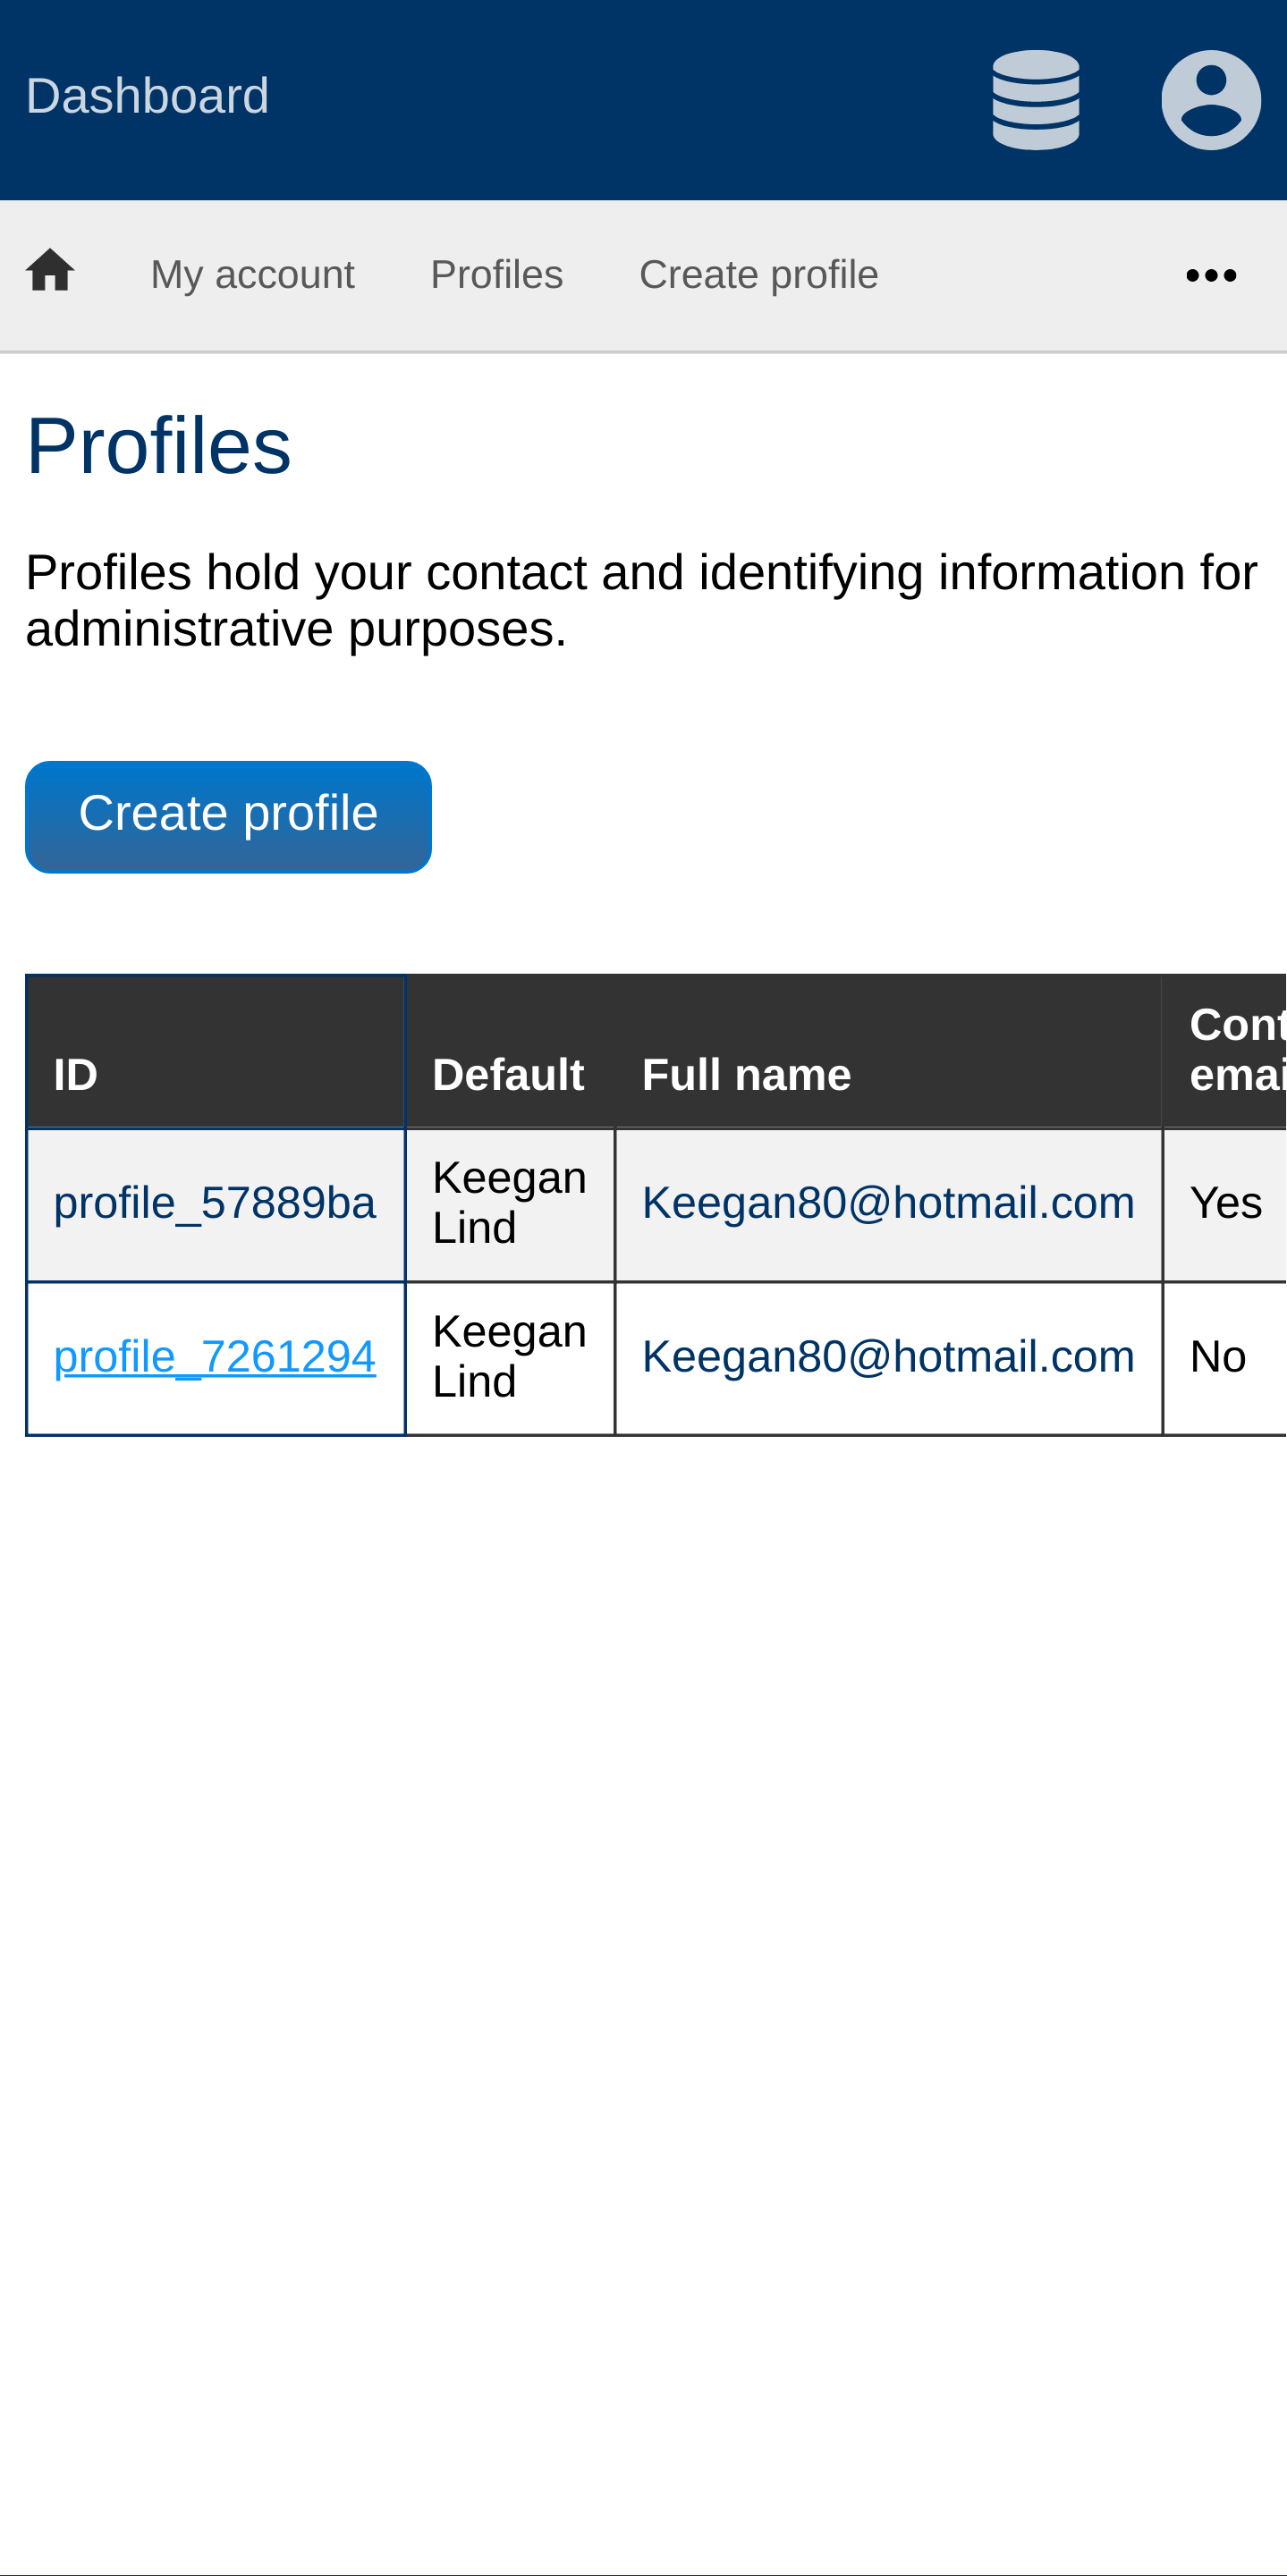 Dashboard
My account Profiles Create profile
Profiles
Profiles hold your contact and identifying information for
administrative purposes.
Create profile
ID Default Full name Cont
emai
profile_57889ba Keegan
Lind Keegan80@hotmail.com Yes
profile_7261294 Keegan
Lind Keegan80@hotmail.com No